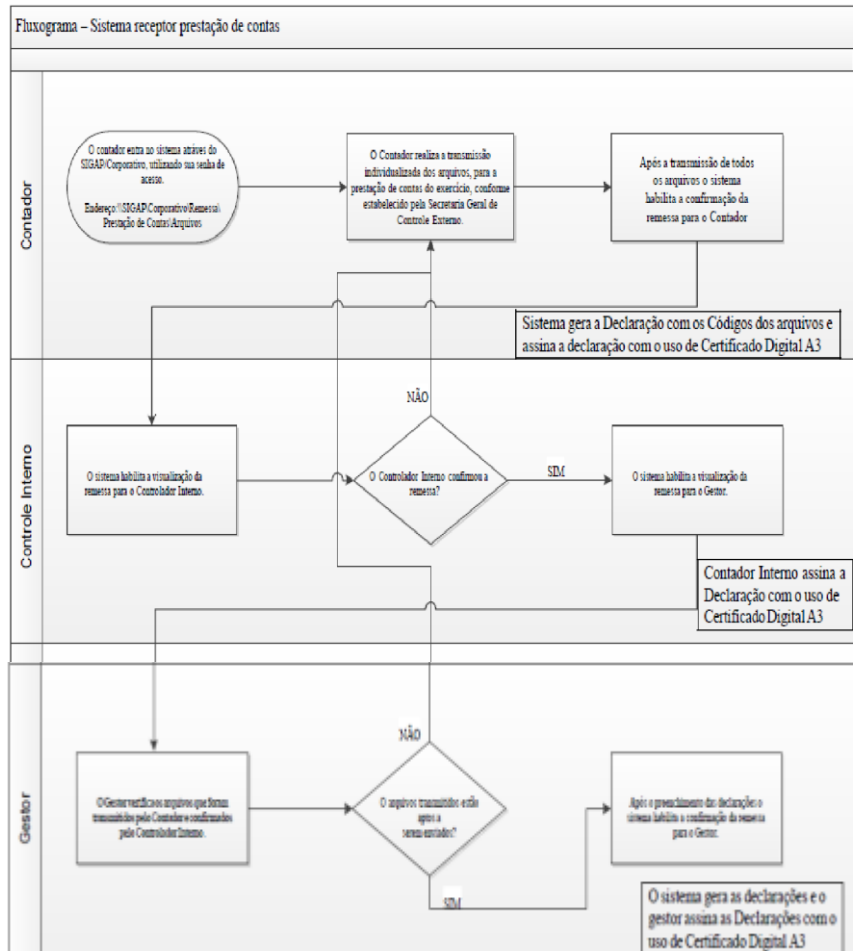 Fluxograma – Sistema receptor prestação de contas
Contador
O contador entra no sistema atráves do
SIGAP/Corporativo, utilizando sua senha de
acesso.
Endereço:\\SIGAP\Corporativo\Remessa\
Prestação de Contas\Arquivos
O Contador realiza a transmissão
individualizada dos arquivos, para a
prestação de contas do exercício, conforme
estabelecido pela Secretaria Geral de
Controle Externo.
Após a transmissão de todos
os arquivos o sistema
habilita a confirmação da
remessa para o Contador
Sistema gera a Declaração com os Códigos dos arquivos e
assina a declaração com o uso de Certificado Digital A3
Controle Interno
O sistema habilita a visualização da
remessa para o Controlador Interno.
NÃO
O Controlador Interno confirmou a
remessa?
SIM
O sistema habilita a visualização da
remessa para o Gestor.
Contador Interno assina a
Declaração com o uso de
Certificado Digital A3
Gestor
O Gestor verifica os arquivos que foram
transmitidos pelo Contador e confirmados
pelo Controlador Interno.
NÃO
O arquivos transmitidos estão
aptos a
serem enviados?
SIM
Após o preenchimento das declarações o
sistema habilita a confirmação da remessa
para o Gestor.
O sistema gera as declarações e o
gestor assina as Declarações com o
uso de Certificado Digital A3